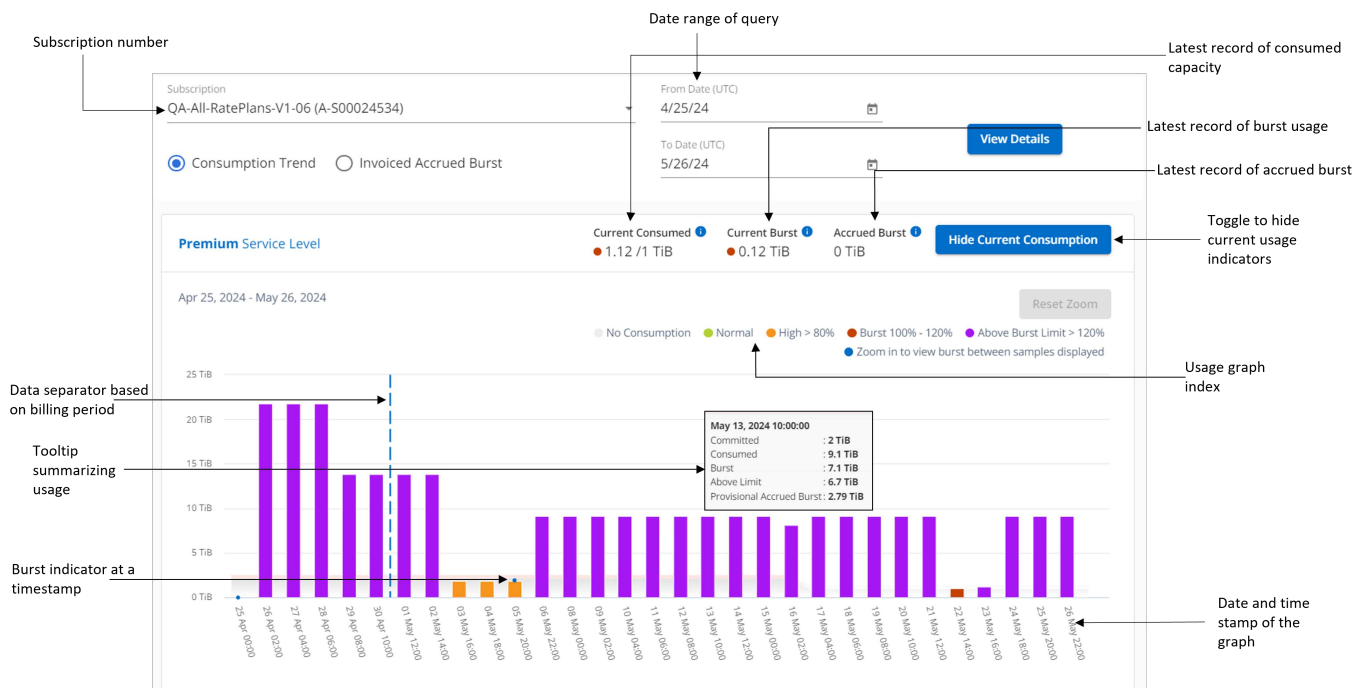 Date range of query
Subscription number
Latest record of consumed
capacity
Subscription
QA-All-RatePlans-V1-06 (A-S00024534)
From Date (UTC)
4/25/24
Latest record of burst usage
View Details
To Date (UTC)
5/26/24
Consumption Trend
Invoiced Accrued Burst
Latest record of accrued burst
Toggle to hide
current usage
indicators
Premium Service Level
Current Consumed
1.12 /1 TiB
Current Burst
0.12 TiB
Accrued Burst
0 TiB
Hide Current Consumption
Apr 25, 2024 - May 26, 2024
Reset Zoom
No Consumption
Normal
High > 80%
Burst 100% - 120%
Above Burst Limit > 120%
Zoom in to view burst between samples displayed
Usage graph
index
Data separator based
on billing period
Tooltip
summarizing
usage
Burst indicator at a
timestamp
25 TiB
20 TiB
15 TiB
10 TiB
5 TiB
0 TiB
May 13, 2024 10:00:00
Committed : 2 TiB
Consumed : 9.1 TiB
Burst : 7.1 TiB
Above Limit : 6.7 TiB
Provisional Accrued Burst : 2.79 TiB
25 Apr 00:00
26 Apr 02:00
27 Apr 04:00
28 Apr 06:00
29 Apr 08:00
30 Apr 10:00
01 May 12:00
02 May 14:00
03 May 16:00
04 May 18:00
05 May 20:00
06 May 22:00
08 May 00:00
09 May 02:00
10 May 04:00
11 May 06:00
12 May 08:00
13 May 10:00
14 May 12:00
15 May 00:00
16 May 02:00
17 May 04:00
18 May 06:00
19 May 08:00
20 May 10:00
21 May 12:00
22 May 14:00
23 May 16:00
24 May 18:00
25 May 20:00
26 May 22:00
Date and time
stamp of the
graph